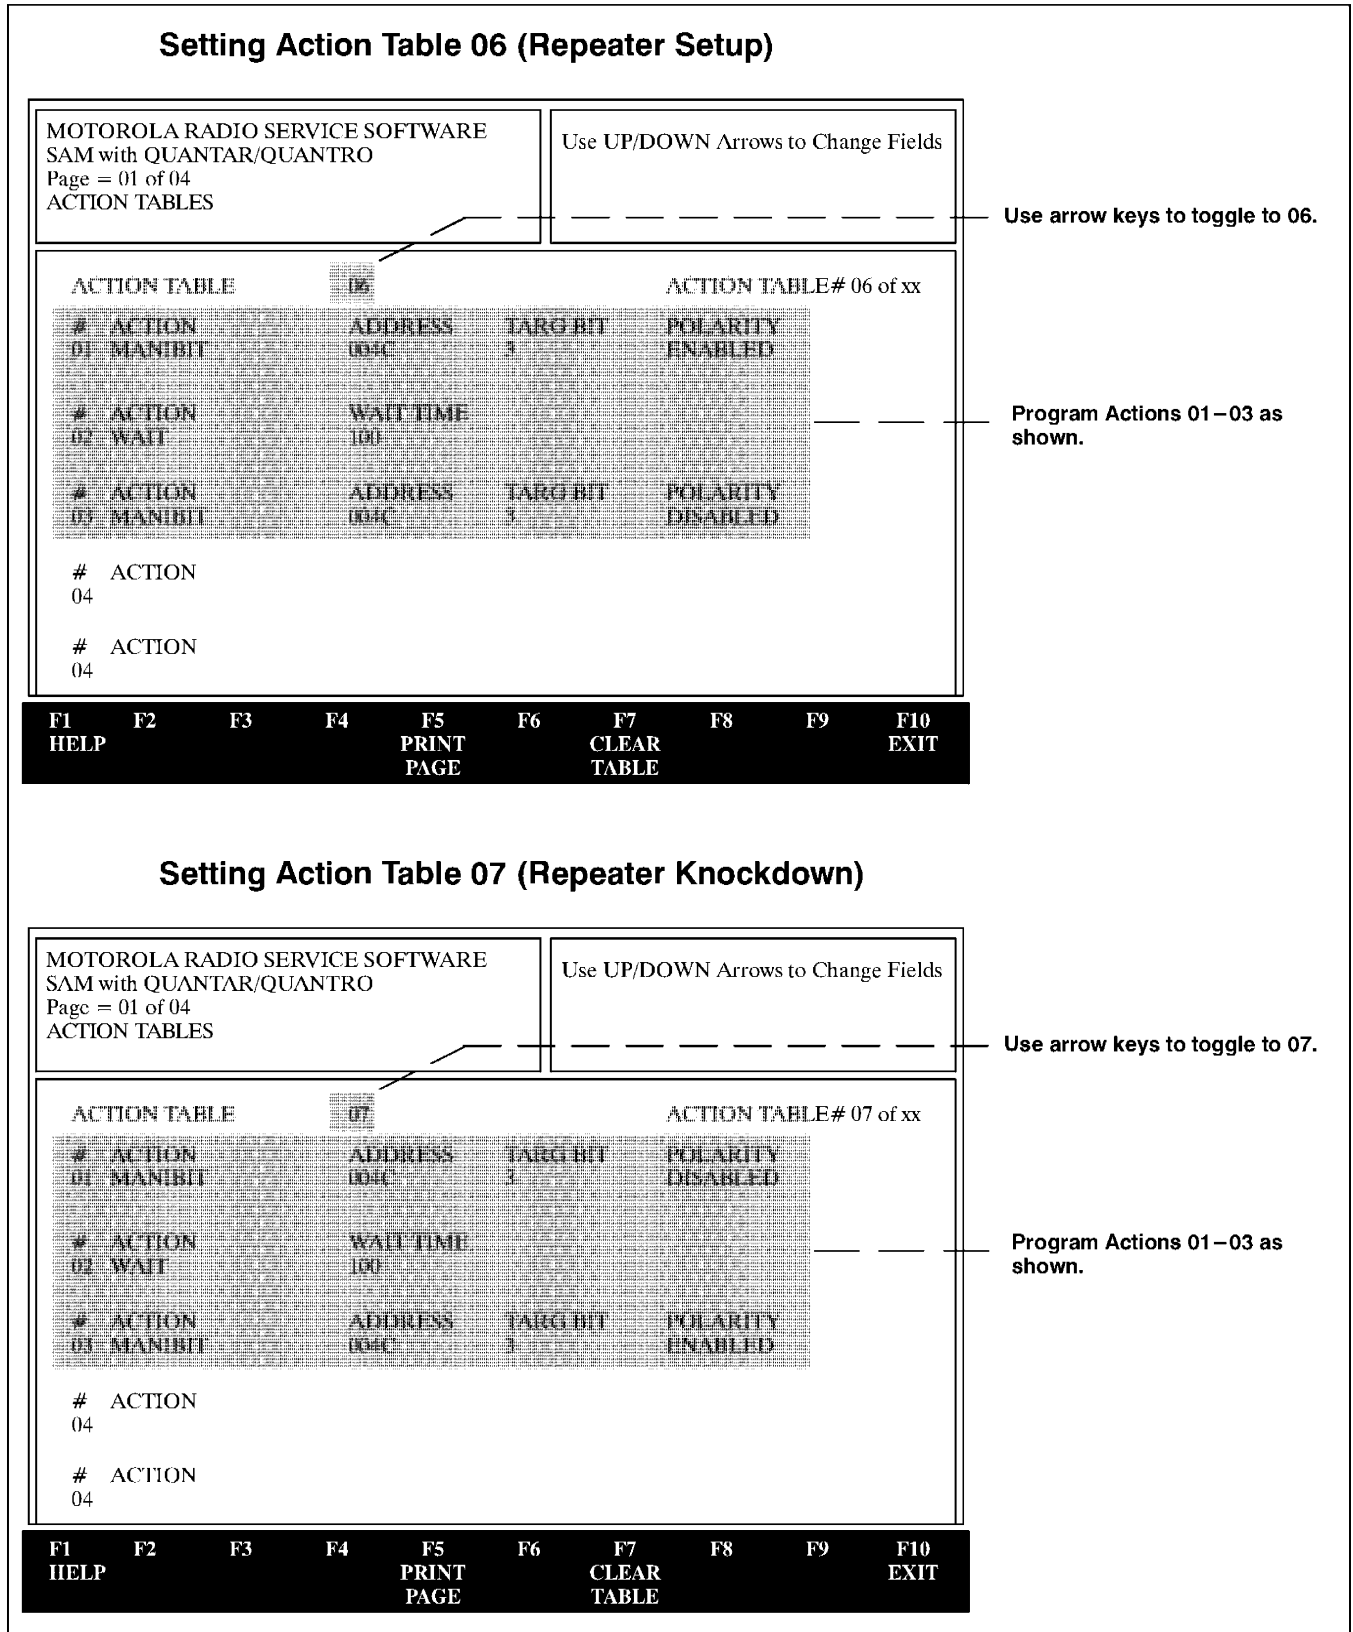 Setting Action Table 06 (Repeater Setup)
MOTOROLA RADIO SERVICE SOFTWARE
SAM with QUANTAR/QUANTRO
Page = 01 of 04
ACTION TABLES
Use UP/DOWN Arrows to Change Fields
Use arrow keys to toggle to 06.
ACTION TABLE 06 ACTION TABLE# 06 of xx
# ACTION ADDRESS TARG BIT POLARITY
01 MANIBIT 004C 3 ENABLED
# ACTION WAIT TIME
02 WAIT 100
Program Actions 01–03 as
shown.
# ACTION ADDRESS TARG BIT POLARITY
03 MANIBIT 004C 3 DISABLED
# ACTION
04
# ACTION
04
F1 F2 F3 F4 F5 F6 F7 F8 F9 F10
HELP PRINT CLEAR EXIT
PAGE TABLE
Setting Action Table 07 (Repeater Knockdown)
MOTOROLA RADIO SERVICE SOFTWARE
SAM with QUANTAR/QUANTRO
Page = 01 of 04
ACTION TABLES
Use UP/DOWN Arrows to Change Fields
Use arrow keys to toggle to 07.
ACTION TABLE 07 ACTION TABLE# 07 of xx
# ACTION ADDRESS TARG BIT POLARITY
01 MANIBIT 004C 3 DISABLED
# ACTION WAIT TIME
02 WAIT 100
Program Actions 01–03 as
shown.
# ACTION ADDRESS TARG BIT POLARITY
03 MANIBIT 004C 3 ENABLED
# ACTION
04
# ACTION
04
F1 F2 F3 F4 F5 F6 F7 F8 F9 F10
HELP PRINT CLEAR EXIT
PAGE TABLE